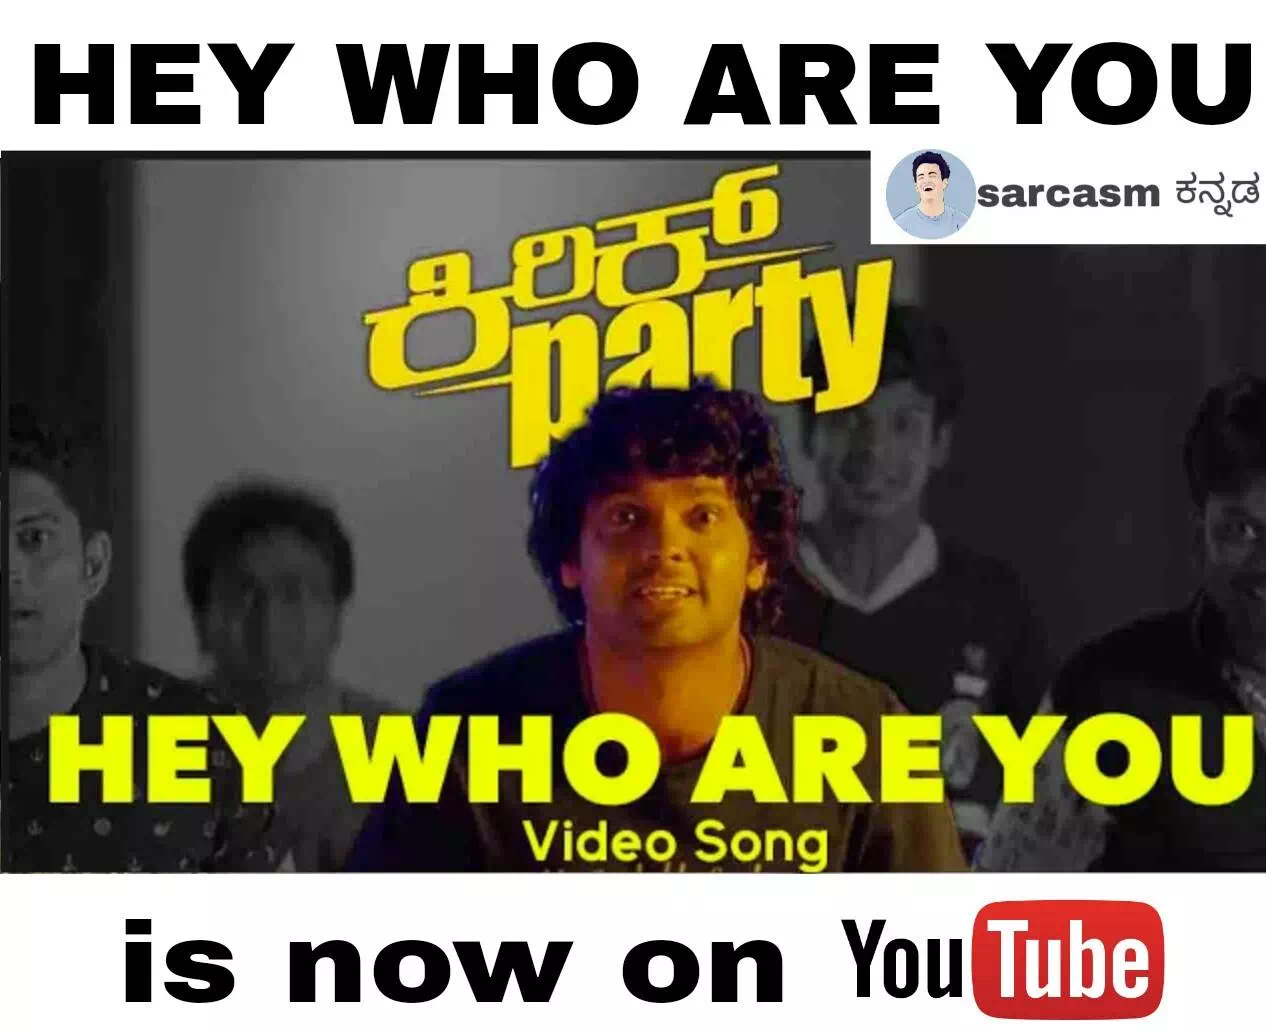 HEY WHO ARE YOU
sarcasm ಕನ್ನಡ
ಕಿರಿಕ್
party
HEY WHO ARE YOU
Video Song
is now on YouTube